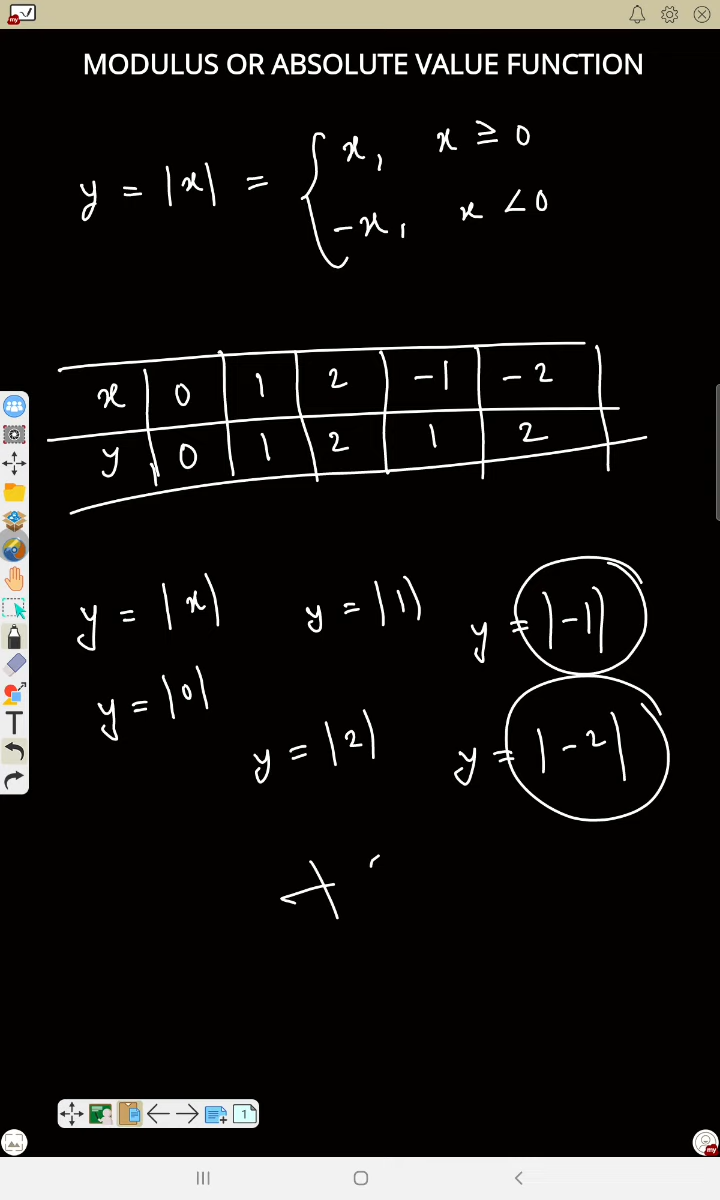 MODULUS OR ABSOLUTE VALUE FUNCTION
y = |x| = { x, x ≥ 0
-x, x < 0
x 0 1 2 -1 -2
y 0 1 2 1 2
y = |x| y = |1| y = |-1|
y = |0|
y = |2| y = |-2|